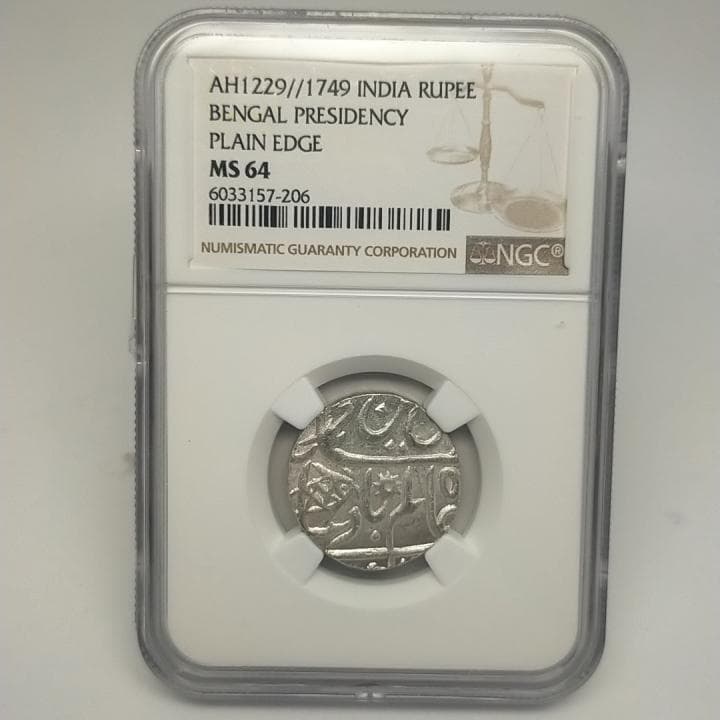 AH1229//1749 INDIA RUPEE
BENGAL PRESIDENCY
PLAIN EDGE
MS 64
6033157-206
NUMISMATIC GUARANTY CORPORATION NGC®